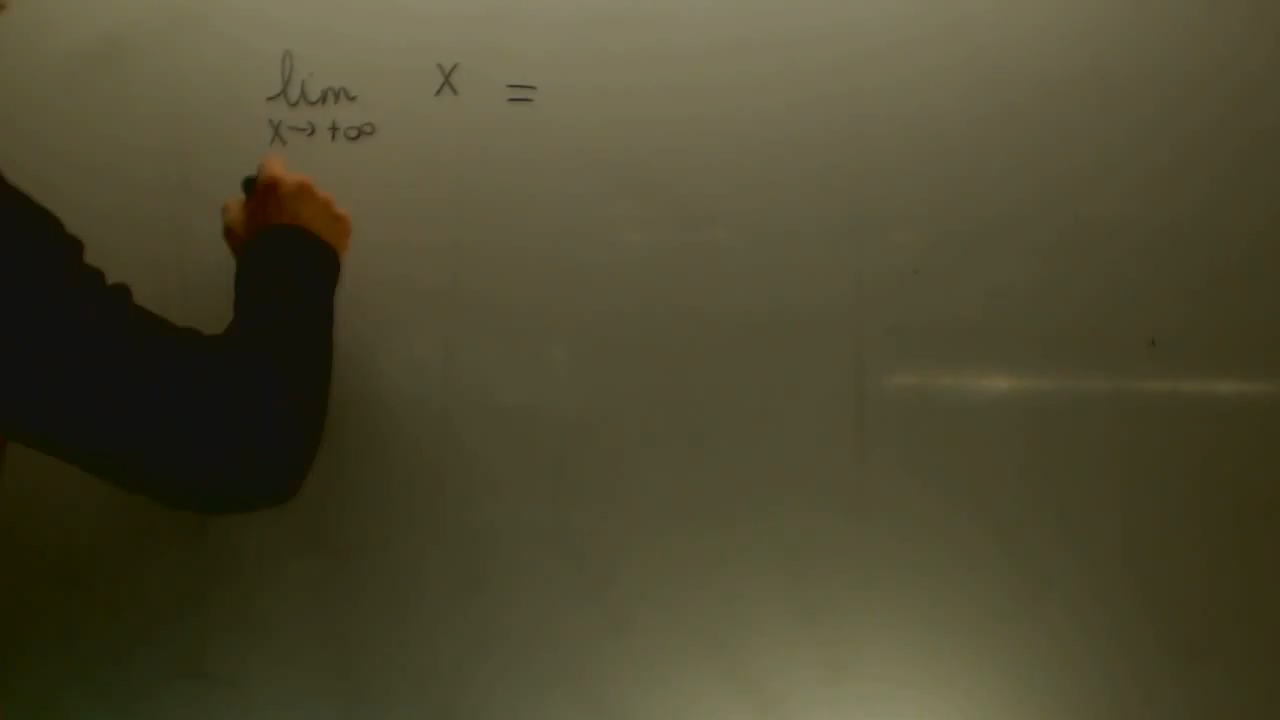 lim x =
x→ +∞